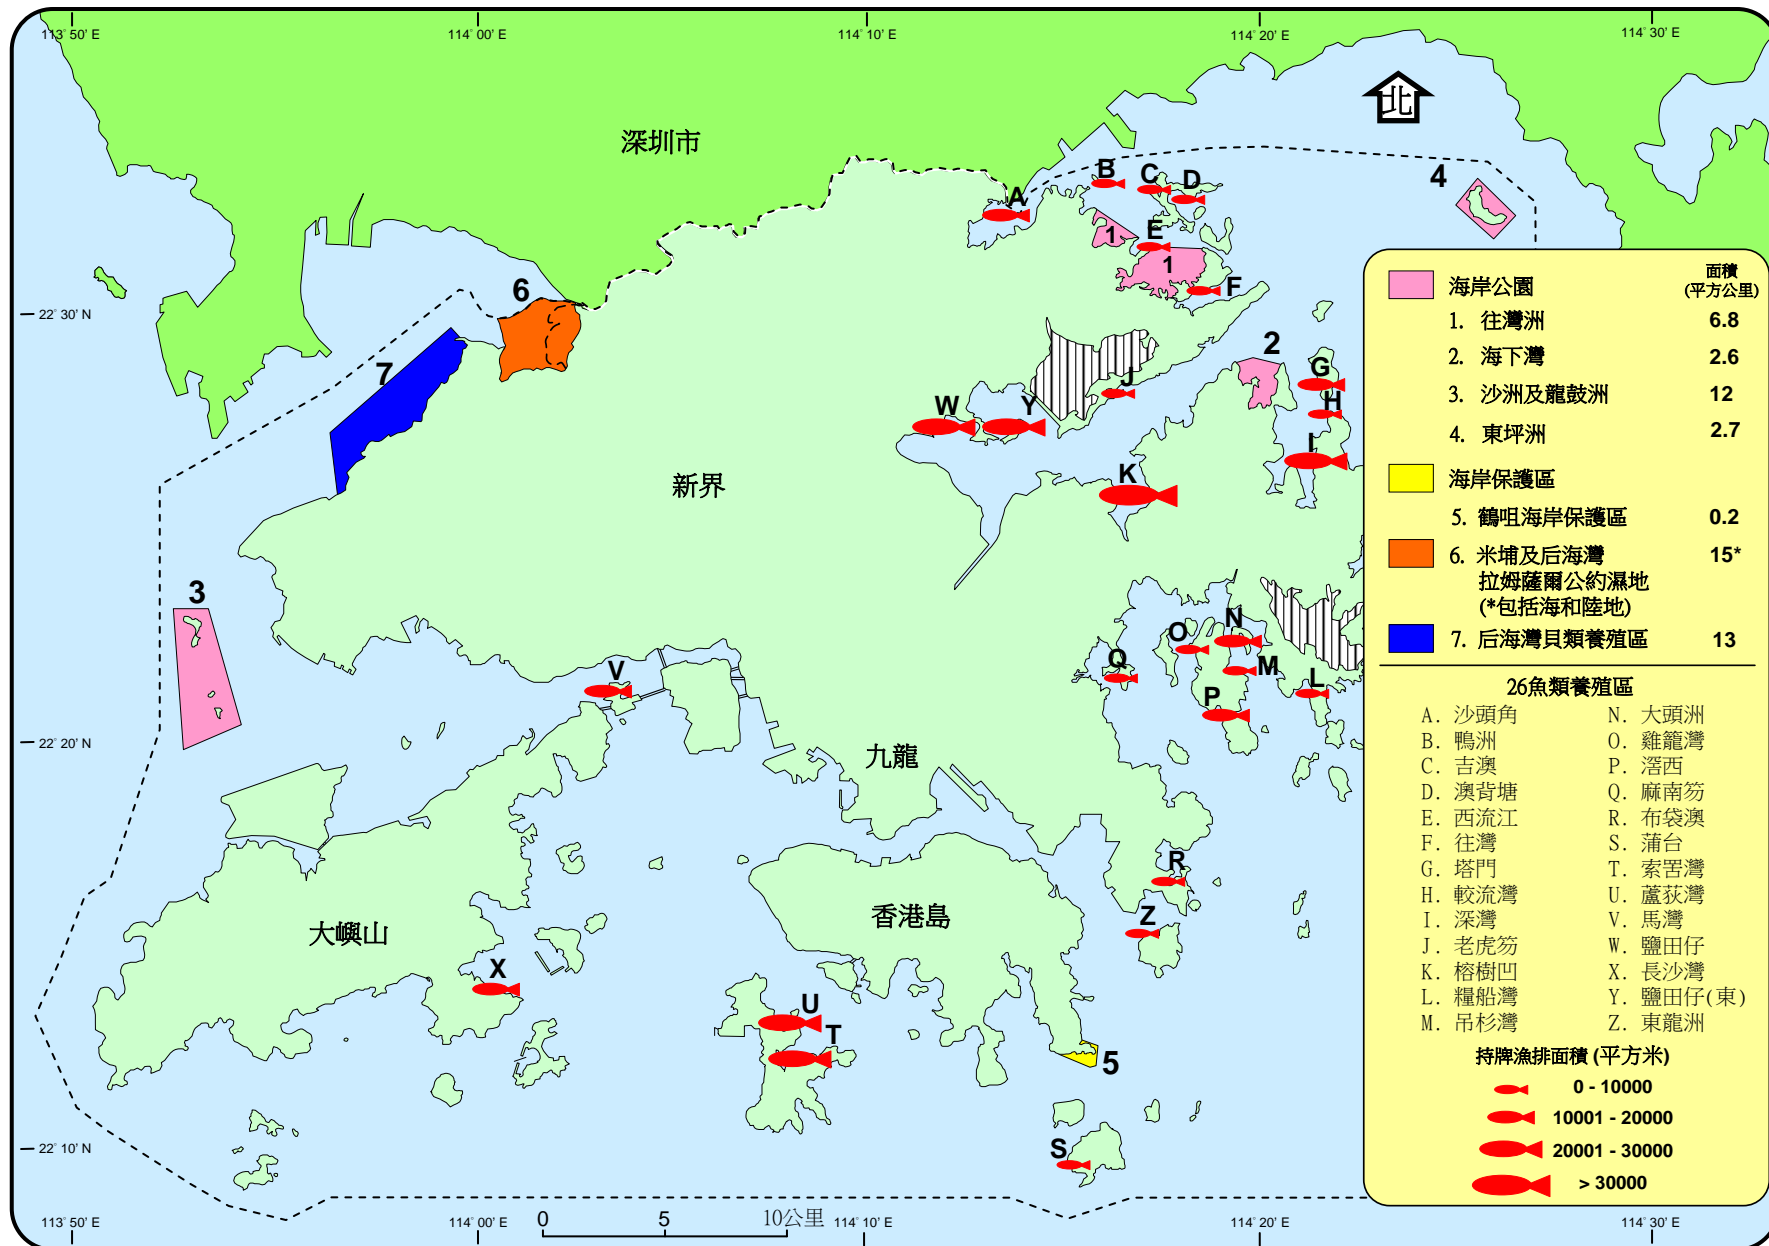 113° 50' E
114° 00' E
114° 10' E
114° 20' E
114° 30' E
北
深圳市
B
C
D
A
4
1
E
1
F
6
22° 30' N
2
7
G
J
H
W
Y
I
K
新界
3
N
O
M
Q
L
V
P
22° 20' N
九龍
R
香港島
大嶼山
Z
X
U
T
5
22° 10' N
S
0
5
10公里
113° 50' E
114° 00' E
114° 10' E
114° 20' E
114° 30' E
面積
海岸公園 (平方公里)
1. 往灣洲 6.8
2. 海下灣 2.6
3. 沙洲及龍鼓洲 12
4. 東坪洲 2.7
海岸保護區
5. 鶴咀海岸保護區 0.2
6. 米埔及后海灣 15*
拉姆薩爾公約濕地
(*包括海和陸地)
7. 后海灣貝類養殖區 13
26魚類養殖區
A. 沙頭角 N. 大頭洲
B. 鴨洲 O. 雞籠灣
C. 吉澳 P. 滘西
D. 澳背塘 Q. 麻南笏
E. 西流江 R. 布袋澳
F. 往灣 S. 蒲台
G. 塔門 T. 索罟灣
H. 較流灣 U. 蘆荻灣
I. 深灣 V. 馬灣
J. 老虎笏 W. 鹽田仔
K. 榕樹凹 X. 長沙灣
L. 糧船灣 Y. 鹽田仔(東)
M. 吊杉灣 Z. 東龍洲
持牌漁排面積 (平方米)
0 - 10000
10001 - 20000
20001 - 30000
> 30000